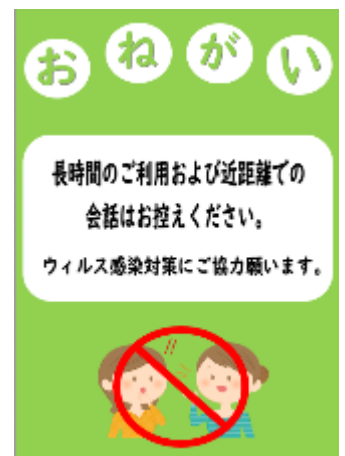 おねがい
長時間のご利用および近距離での
会話はお控えください。
ウィルス感染対策にご協力願います。